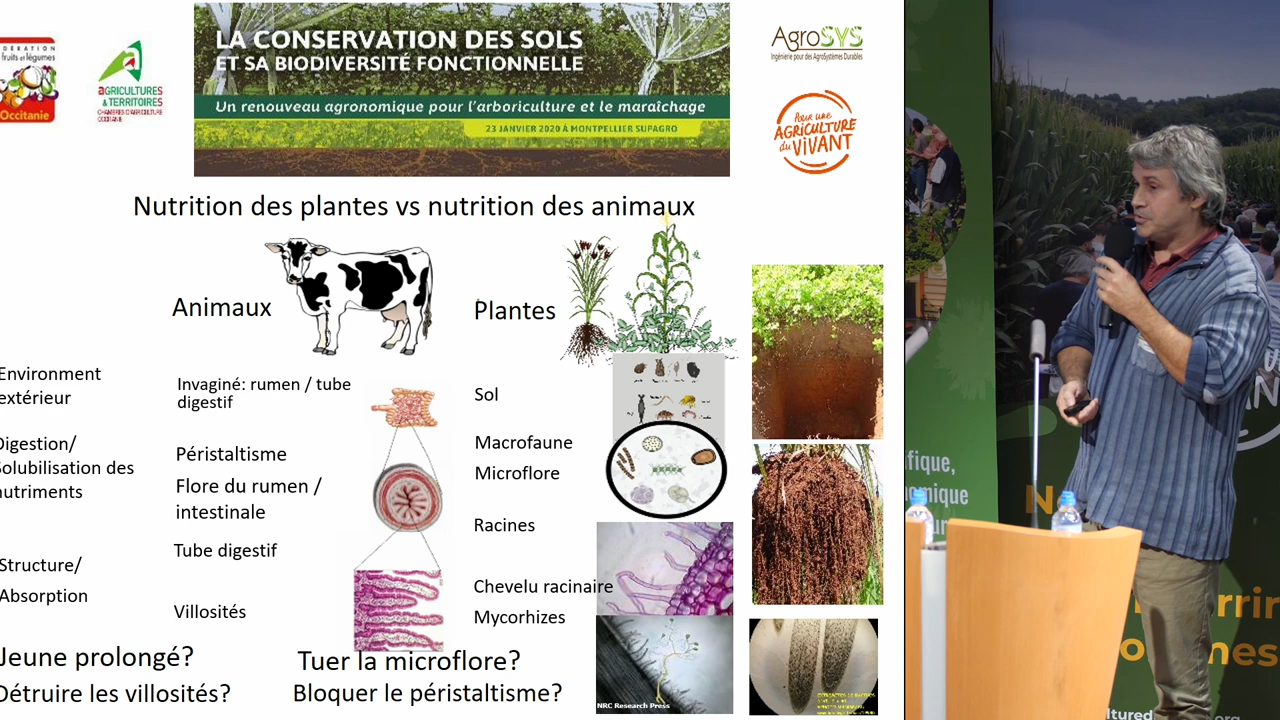 LA CONSERVATION DES SOLS
ET SA BIODIVERSITÉ FONCTIONNELLE
Un renouveau agronomique pour l'arboriculture et le maraîchage
23 JANVIER 2020 À MONTPELLIER SUPAGRO
fruits et légumes
Occitanie
AGRICULTURES
& TERRITOIRES
CHAMBRES D'AGRICULTURE
OCCITANIE
AgroSYS
Ingénierie pour des AgroSystèmes Durables
Pour une
AGRICULTURE
du ViVANT
Nutrition des plantes vs nutrition des animaux
Animaux
Plantes
Environment
extérieur
Invaginé: rumen / tube
digestif
Sol
Digestion/
Solubilisation des
nutriments
Péristaltisme
Flore du rumen /
intestinale
Macrofaune
Microflore
Racines
Structure/
Absorption
Tube digestif
Villosités
Chevelu racinaire
Mycorhizes
Jeune prolongé?
Détruire les villosités?
Tuer la microflore?
Bloquer le péristaltisme?
NRC Research Press